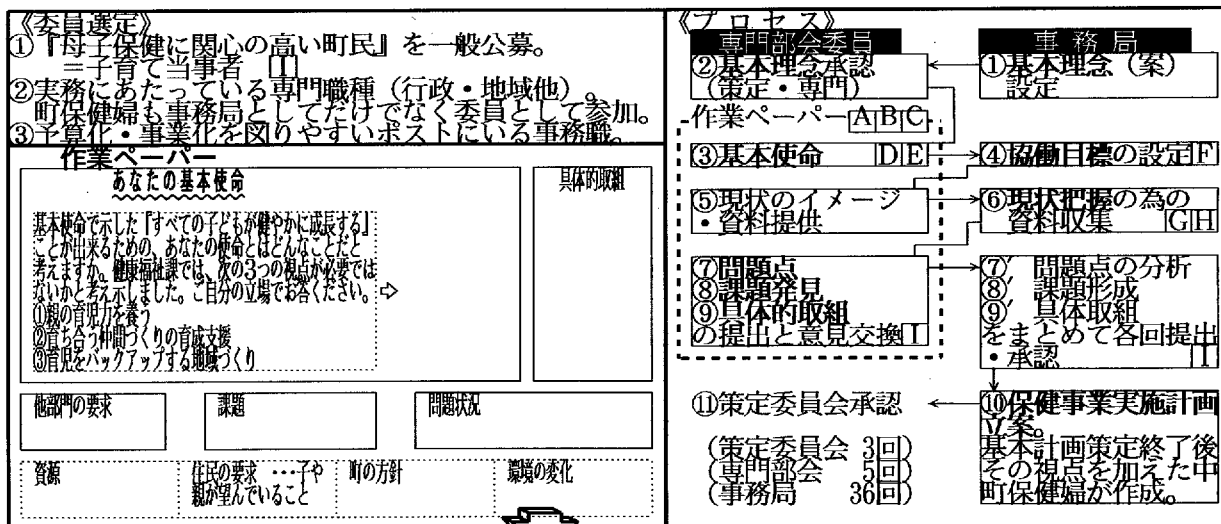 《委員選定》
①『母子保健に関心の高い町民』を一般公募。
＝子育て当事者 I
②実務にあたっている専門職種（行政・地域他）。
町保健婦も事務局としてだけでなく委員として参加。
③予算化・事業化を図りやすいポストにいる事務職。
作業ペーパー
あなたの基本使命
基本使命で示した『すべての子どもが健やかに成長する』
ことが出来るための、あなたの使命とはどんなことだと
考えますか。健康福祉課では、次の3つの視点が必要では
ないかと考え示しました。ご自分の立場でお答ください。⇨
①親の育児力を養う
②育ち合う仲間づくりの育成支援
③育児をバックアップする地域づくり
具体的取組
他部門の要求
課題
問題状況
資源
住民の要求 …子や
親が望んでいること
町の方針
環境の変化
《プロセス》
専門部会委員
事務局
②基本理念承認
（策定・専門）
①基本理念（案）
設定
作業ペーパーABC
③基本使命 DE
④協働目標の設定F
⑤現状のイメージ
・資料提供
⑥現状把握の為の
資料収集 GH
⑦問題点
⑧課題発見
⑨具体的取組
の提出と意見交換I
⑦′ 問題点の分析
⑧′ 課題形成
⑨′ 具体取組
をまとめて各回提出
・承認 I
⑪策定委員会承認
（策定委員会 3回）
（専門部会 5回）
（事務局 36回）
⑩保健事業実施計画
立案。
基本計画策定終了後
その視点を加えた中
町保健婦が作成。